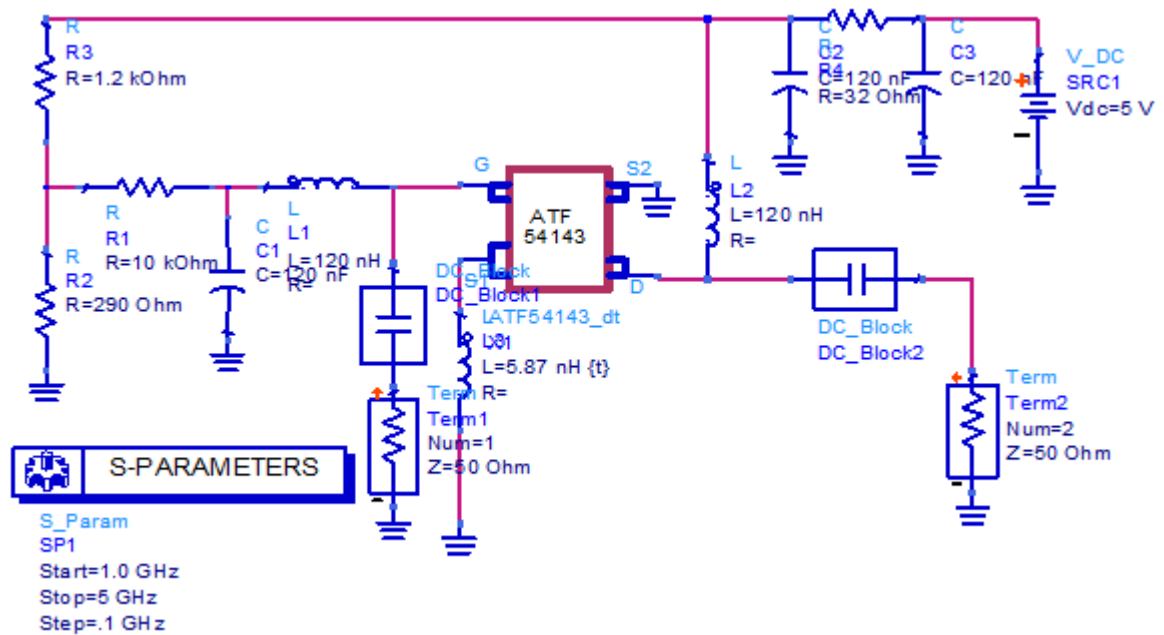 R
R3
R=1.2 kOhm
C
C2
C=120 nF
R
R4
R=32 Ohm
C
C3
C=120 nF
V_DC
SRC1
Vdc=5 V
+
R
R1
R=10 kOhm
R
R2
R=290 Ohm
C
C1
C=120 nF
L
L1
L=120 nH
R=
G
S2
ATF
54143
S1
D
ATF54143_dt
L
L2
L=120 nH
R=
DC_Block
DC_Block1
L
L=5.87 nH {t}
R=
DC_Block
DC_Block2
Term
Term1
Num=1
Z=50 Ohm
Term
Term2
Num=2
Z=50 Ohm
S-PARAMETERS
S_Param
SP1
Start=1.0 GHz
Stop=5 GHz
Step=.1 GHz